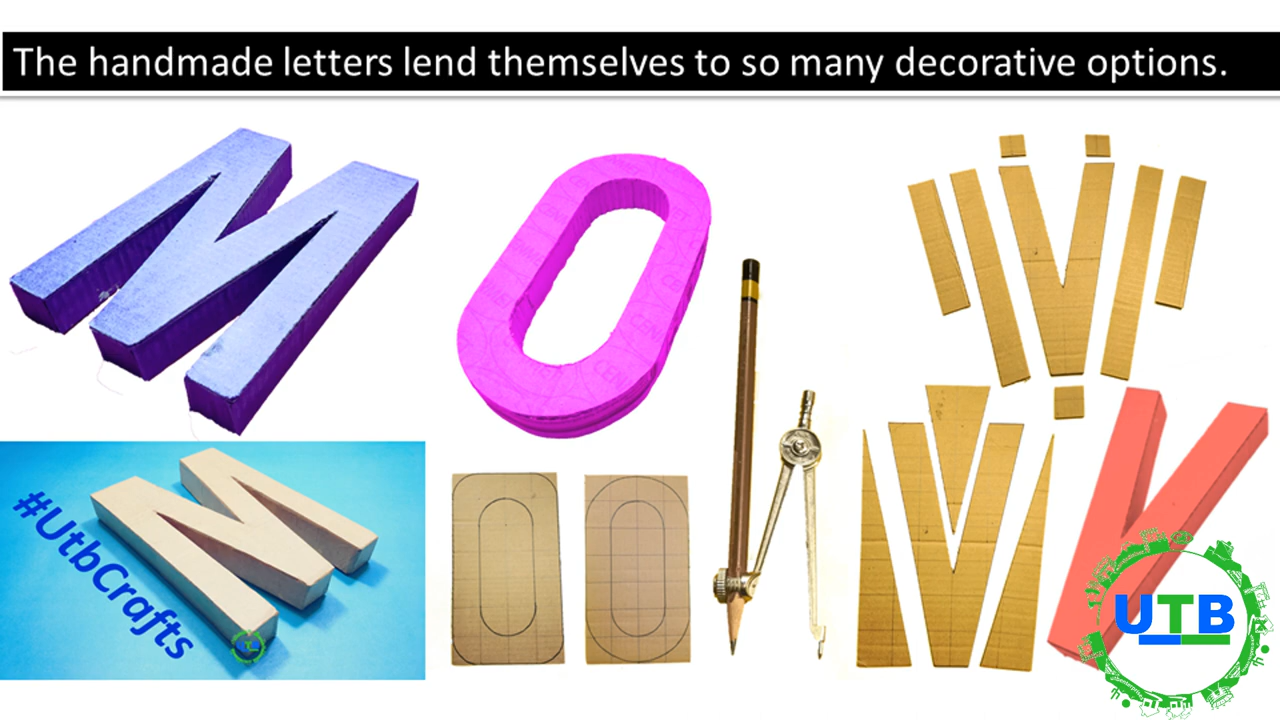 The handmade letters lend themselves to so many decorative options.
M
O
V
#UtbCrafts
M
UTB